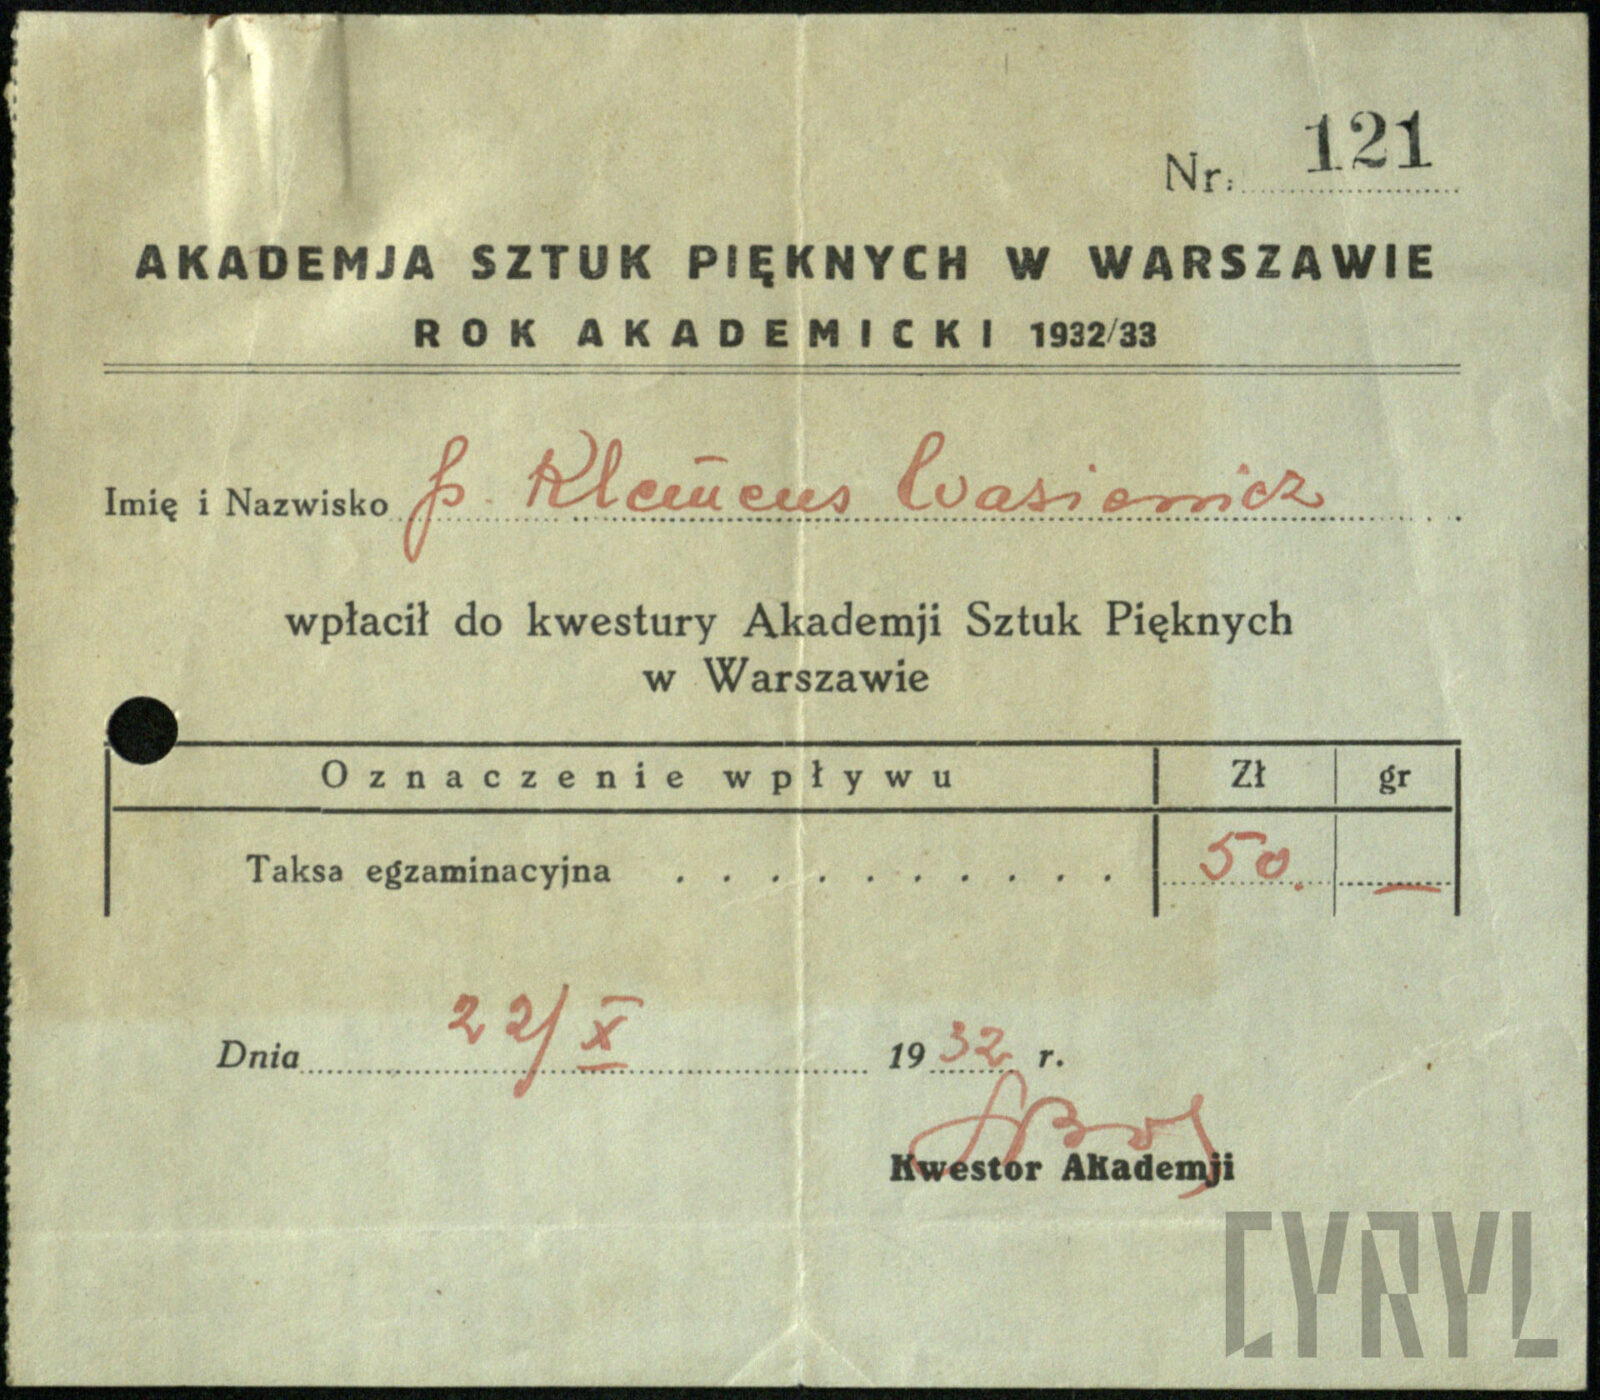 Nr. 121
AKADEMJA SZTUK PIĘKNYCH W WARSZAWIE
ROK AKADEMICKI 1932/33
Imię i Nazwisko p. Klemens Wasiewicz
wpłacił do kwestury Akademji Sztuk Pięknych
w Warszawie
Oznaczenie wpływu Zł gr
Taksa egzaminacyjna . . . . . . . . . . 50. —
Dnia 22/X 1932 r.
Kwestor Akademji
CYRYL